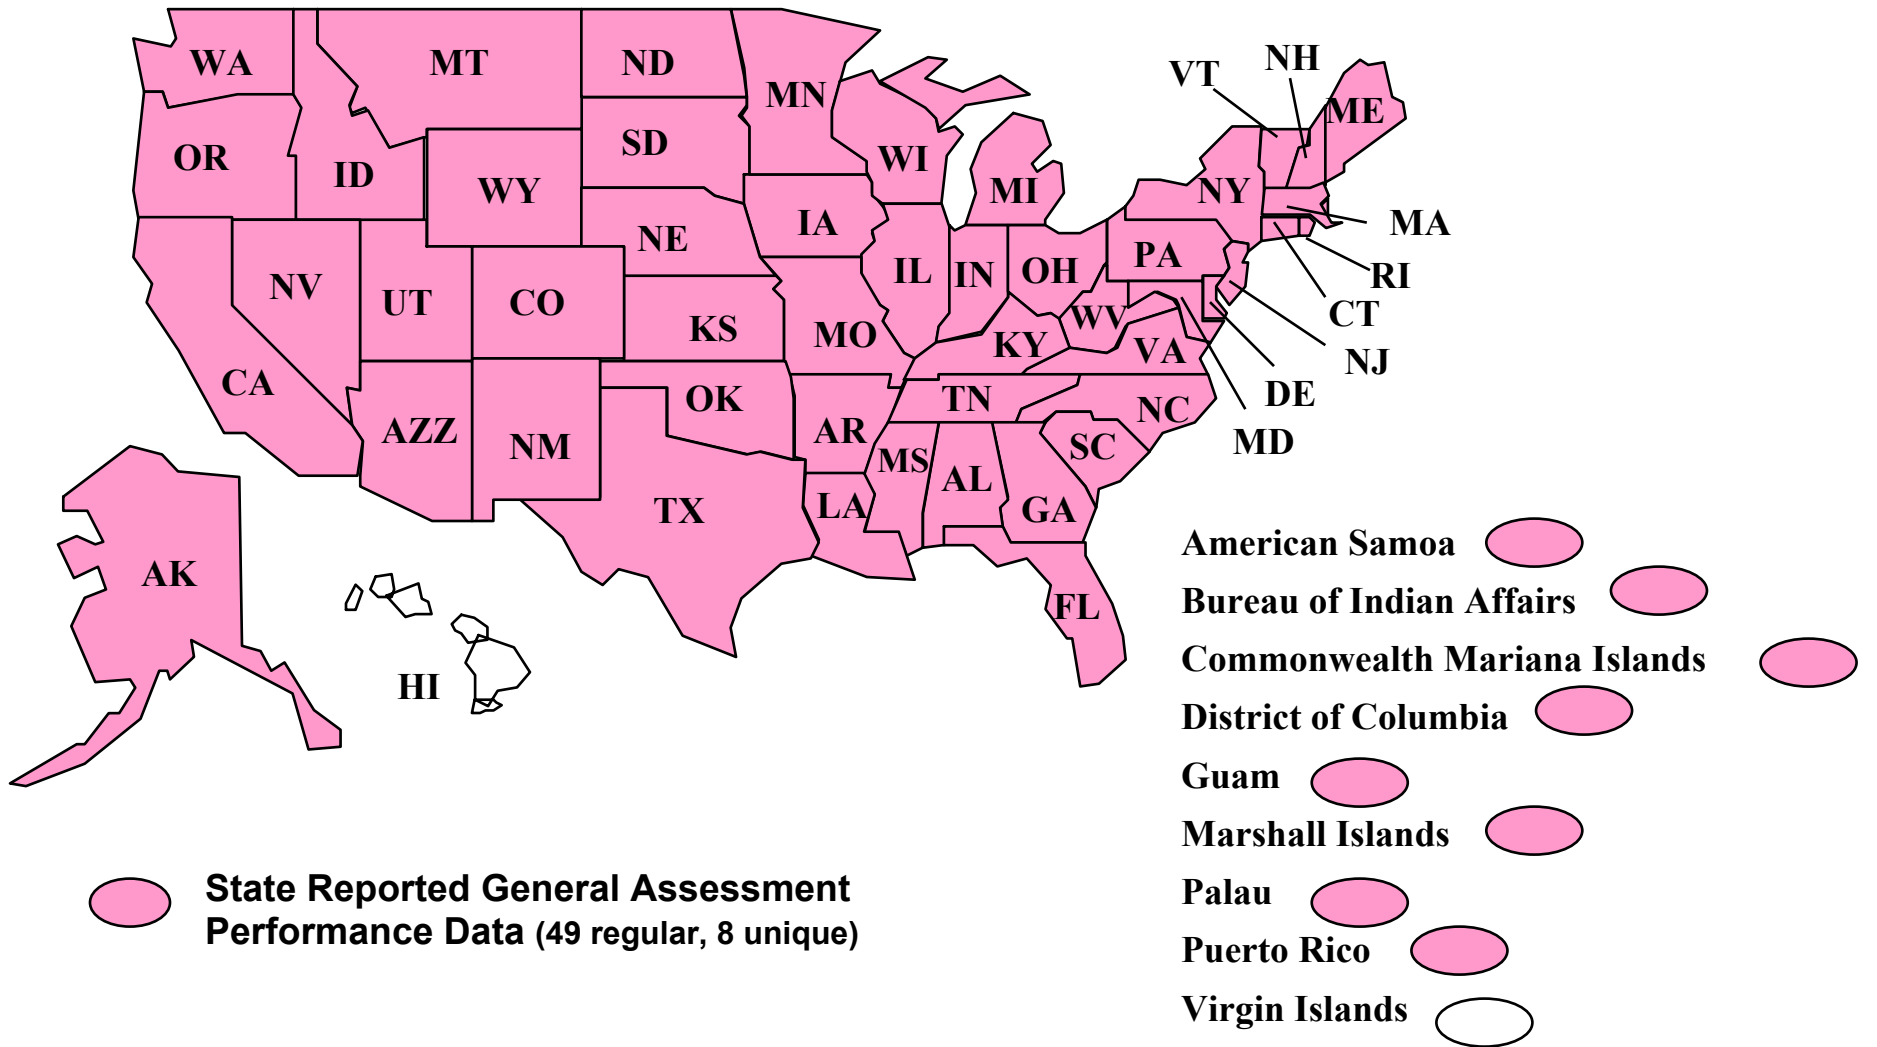 WA
MT
ND
MN
VT
NH
ME
OR
ID
WY
SD
WI
MI
NY
MA
NV
UT
CO
NE
IA
IL
IN
OH
PA
RI
CT
CA
KS
MO
KY
WV
VA
NJ
DE
MD
AZZ
NM
OK
AR
TN
NC
SC
TX
LA
MS
AL
GA
FL
AK
HI
American Samoa
Bureau of Indian Affairs
Commonwealth Mariana Islands
District of Columbia
Guam
Marshall Islands
Palau
Puerto Rico
Virgin Islands
State Reported General Assessment
Performance Data (49 regular, 8 unique)